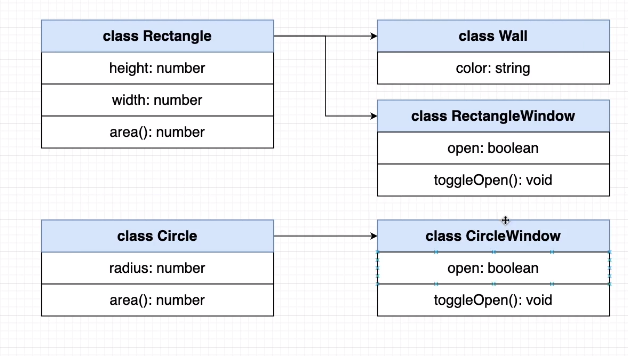 class Rectangle
height: number
width: number
area(): number
class Wall
color: string
class RectangleWindow
open: boolean
toggleOpen(): void
class Circle
radius: number
area(): number
class CircleWindow
open: boolean
toggleOpen(): void